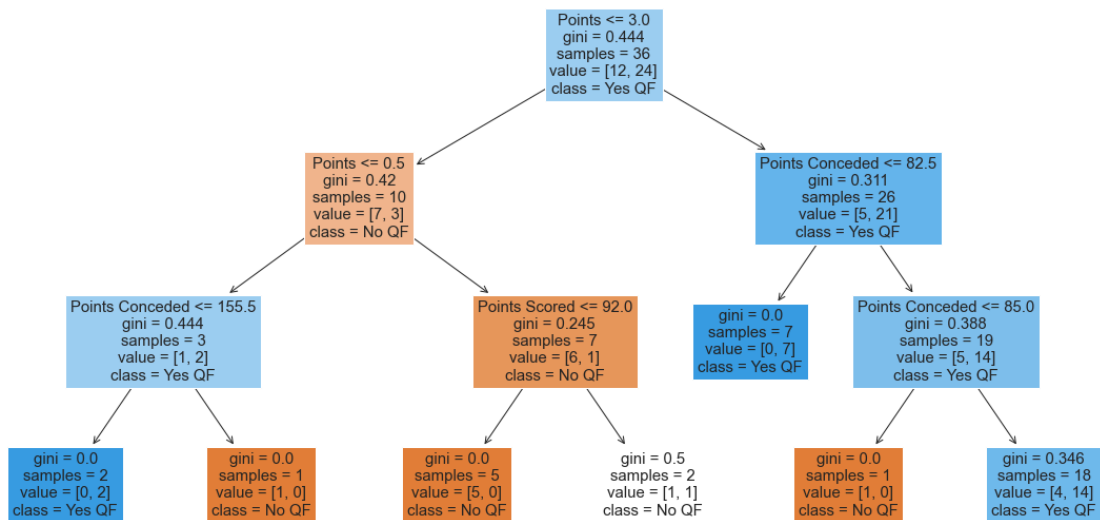 Points <= 3.0
gini = 0.444
samples = 36
value = [12, 24]
class = Yes QF
Points <= 0.5
gini = 0.42
samples = 10
value = [7, 3]
class = No QF
Points Conceded <= 82.5
gini = 0.311
samples = 26
value = [5, 21]
class = Yes QF
Points Conceded <= 155.5
gini = 0.444
samples = 3
value = [1, 2]
class = Yes QF
Points Scored <= 92.0
gini = 0.245
samples = 7
value = [6, 1]
class = No QF
gini = 0.0
samples = 7
value = [0, 7]
class = Yes QF
Points Conceded <= 85.0
gini = 0.388
samples = 19
value = [5, 14]
class = Yes QF
gini = 0.0
samples = 2
value = [0, 2]
class = Yes QF
gini = 0.0
samples = 1
value = [1, 0]
class = No QF
gini = 0.0
samples = 5
value = [5, 0]
class = No QF
gini = 0.5
samples = 2
value = [1, 1]
class = No QF
gini = 0.0
samples = 1
value = [1, 0]
class = No QF
gini = 0.346
samples = 18
value = [4, 14]
class = Yes QF